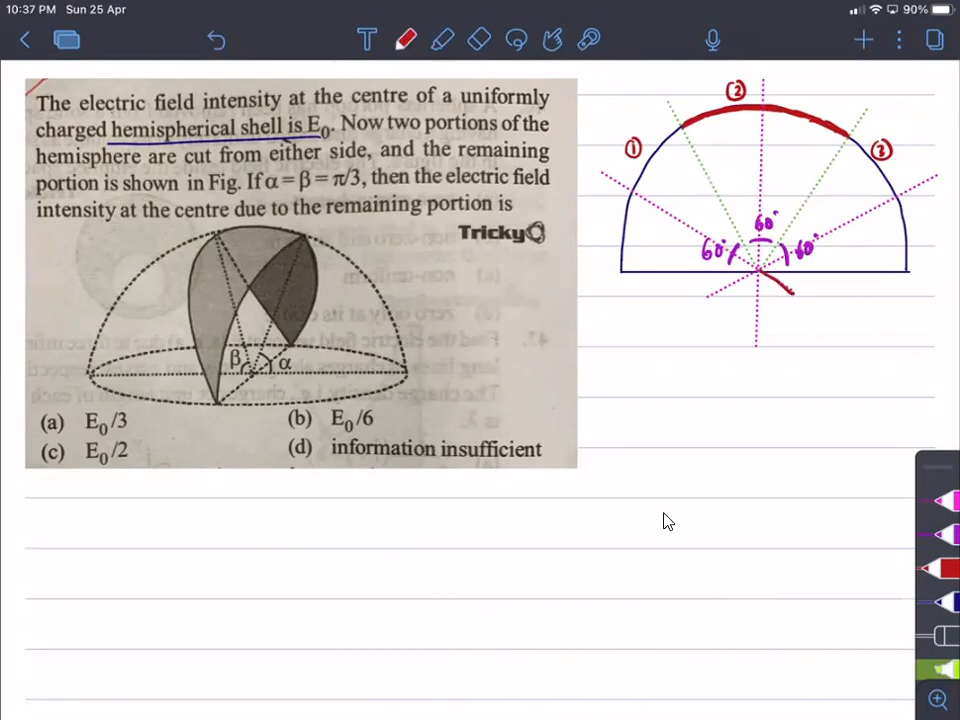 10:37 PM Sun 25 Apr
90%
The electric field intensity at the centre of a uniformly
charged hemispherical shell is E₀. Now two portions of the
hemisphere are cut from either side, and the remaining
portion is shown in Fig. If α = β = π/3, then the electric field
intensity at the centre due to the remaining portion is
Tricky
β α
(a) E₀/3 (b) E₀/6
(c) E₀/2 (d) information insufficient
② 
① ③
60°
60° 60°